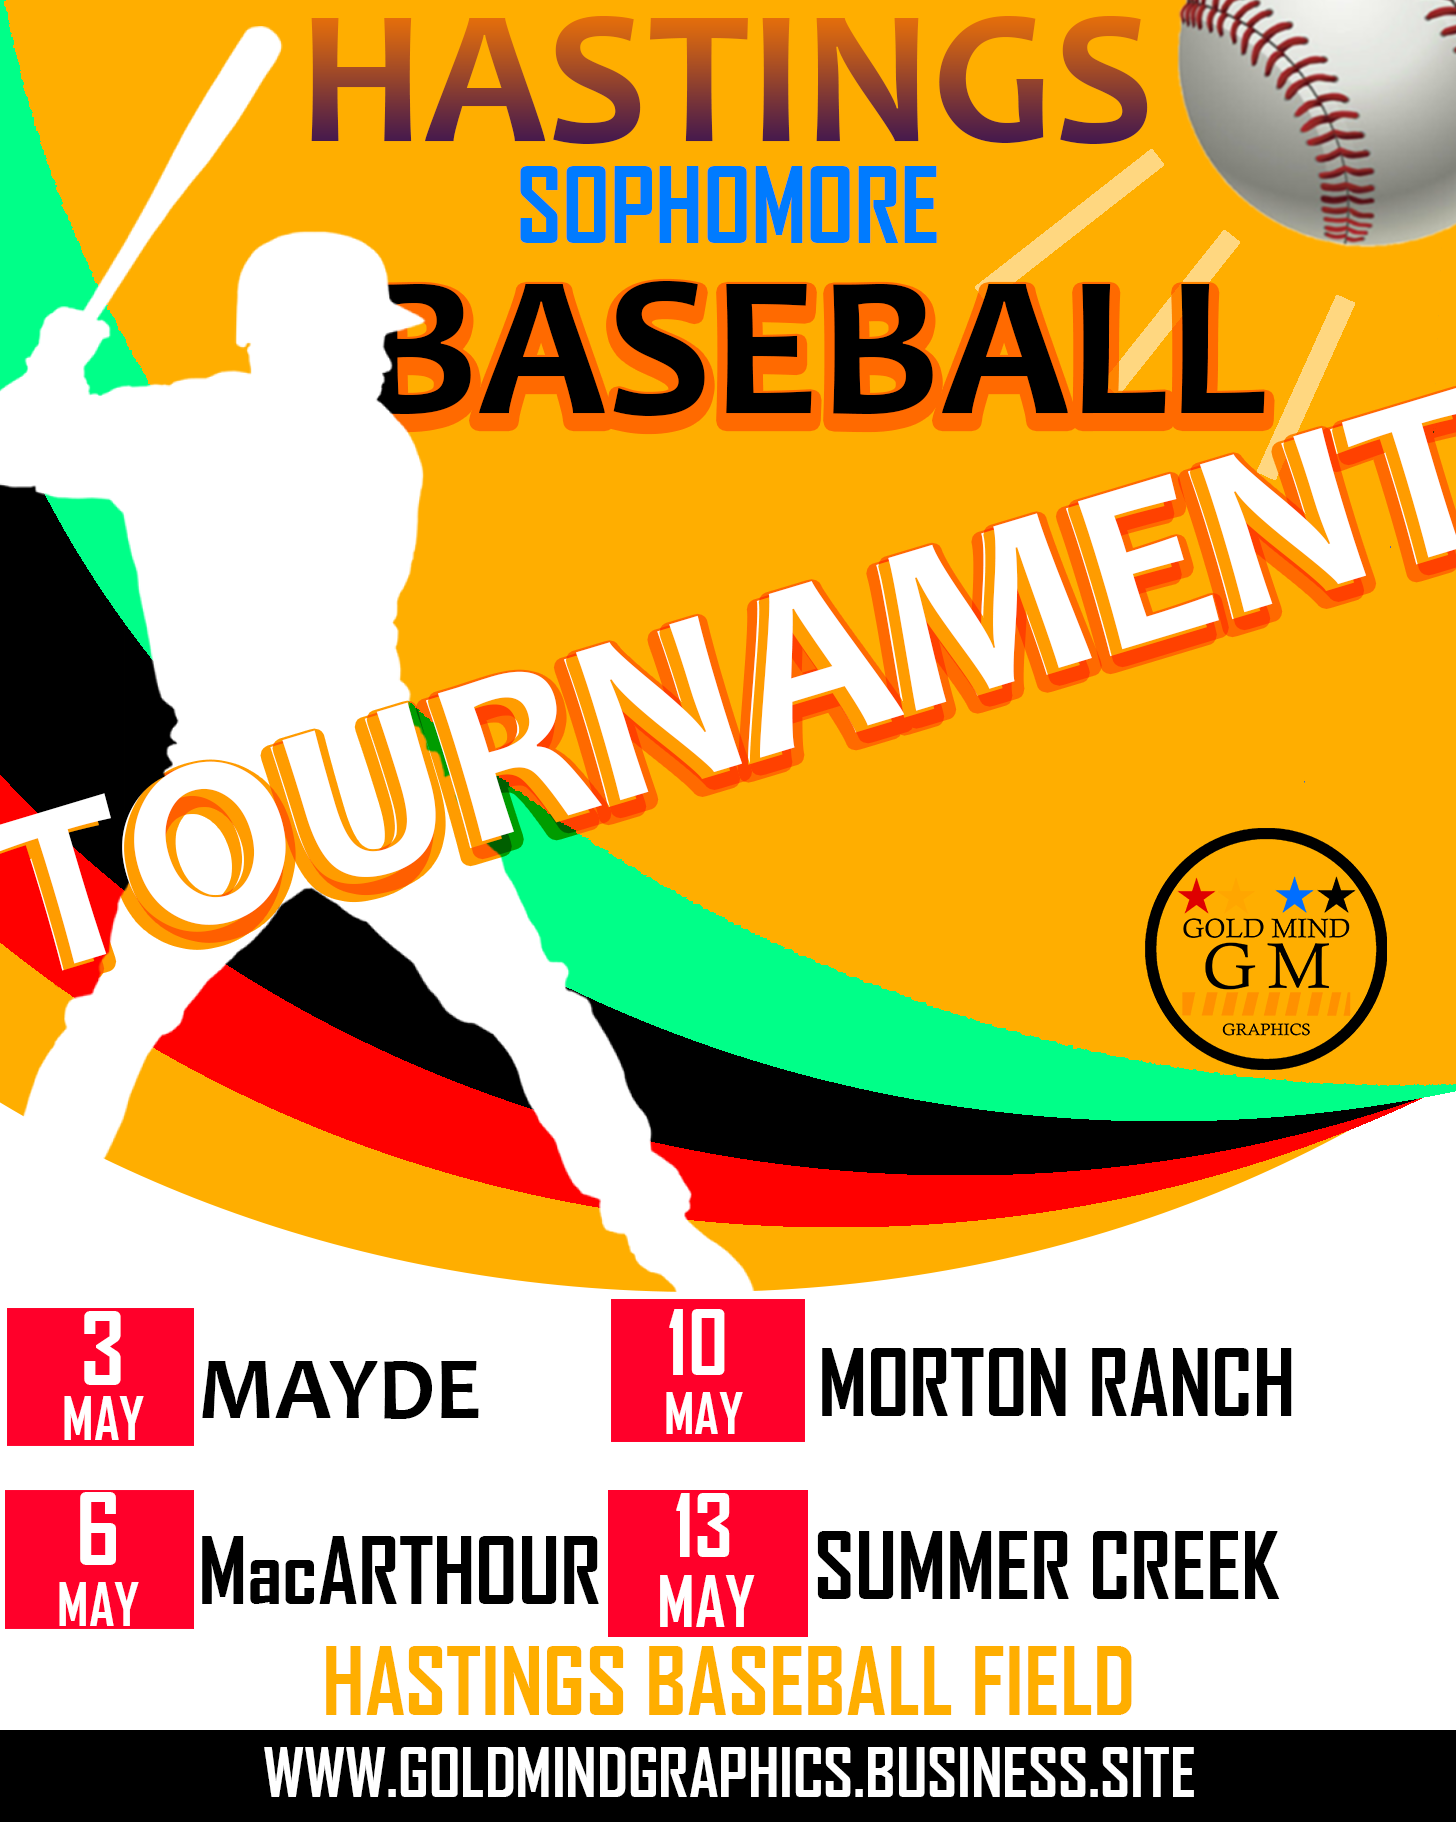 HASTINGS
SOPHOMORE
BASEBALL
TOURNAMENT
GOLD MIND
GM
GRAPHICS
3
MAY
MAYDE
10
MAY
MORTON RANCH
6
MAY
MacARTHOUR
13
MAY
SUMMER CREEK
HASTINGS BASEBALL FIELD
WWW.GOLDMINDGRAPHICS.BUSINESS.SITE